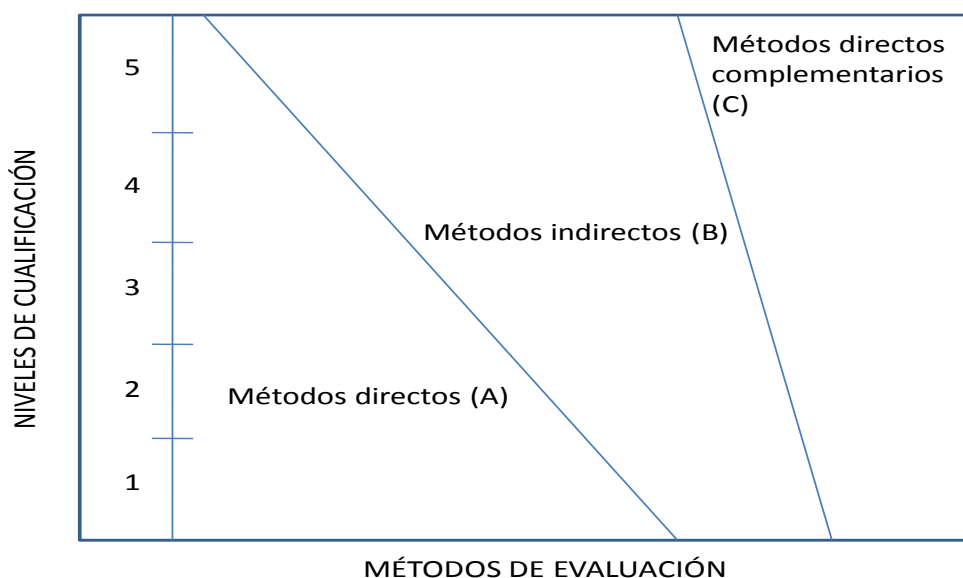 NIVELES DE CUALIFICACIÓN
5
4
3
2
1
Métodos directos
complementarios
(C)
Métodos indirectos (B)
Métodos directos (A)
MÉTODOS DE EVALUACIÓN